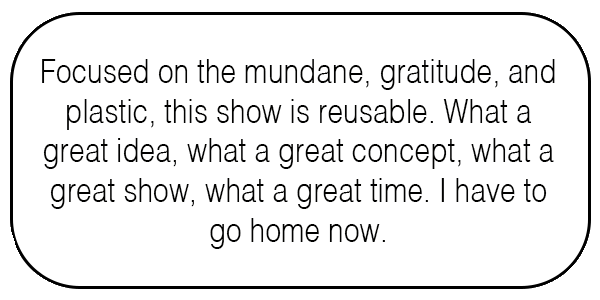 Focused on the mundane, gratitude, and
plastic, this show is reusable. What a
great idea, what a great concept, what a
great show, what a great time. I have to
go home now.